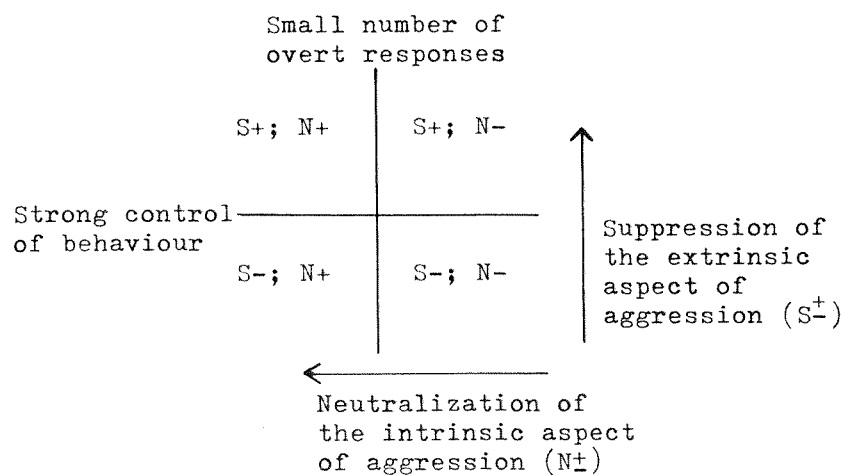 Small number of
overt responses
S+; N+
S+; N-
Strong control
of behaviour
S-; N+
S-; N-
Suppression of
the extrinsic
aspect of
aggression (S±)
Neutralization of
the intrinsic aspect
of aggression (N±)